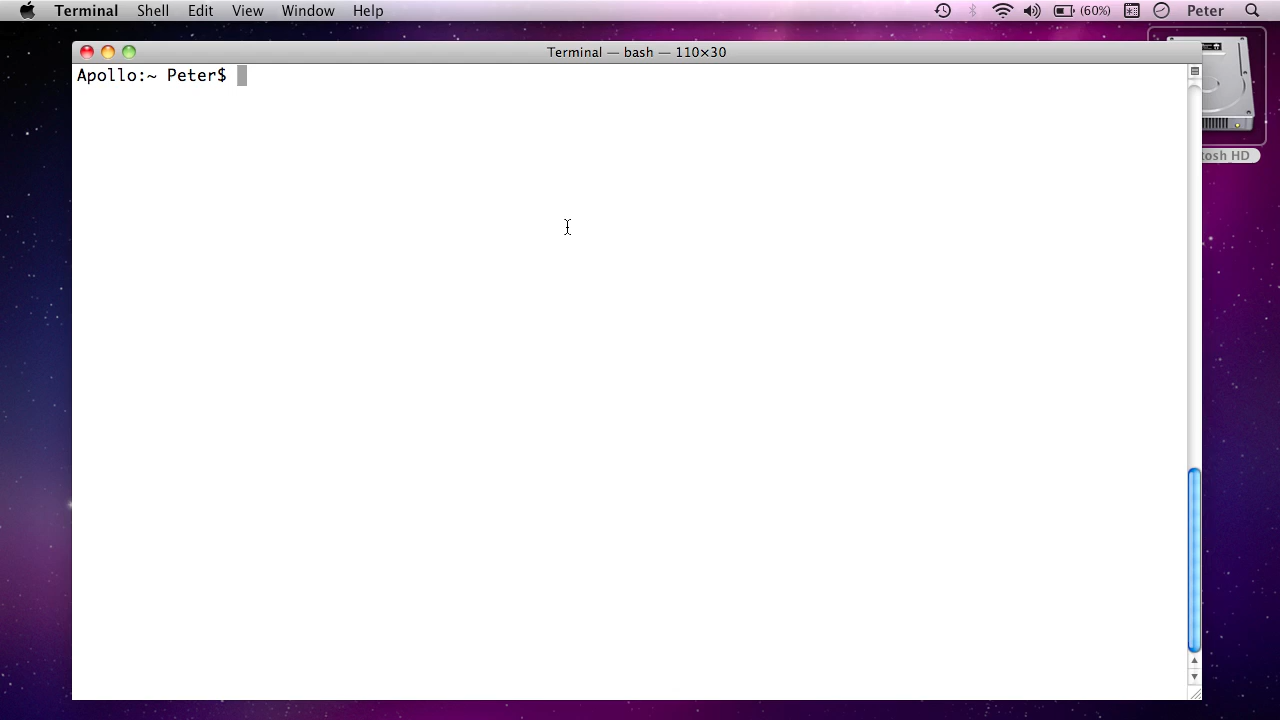 Terminal Shell Edit View Window Help (60%) Peter
Terminal — bash — 110×30
Apollo:~ Peter$
tosh HD